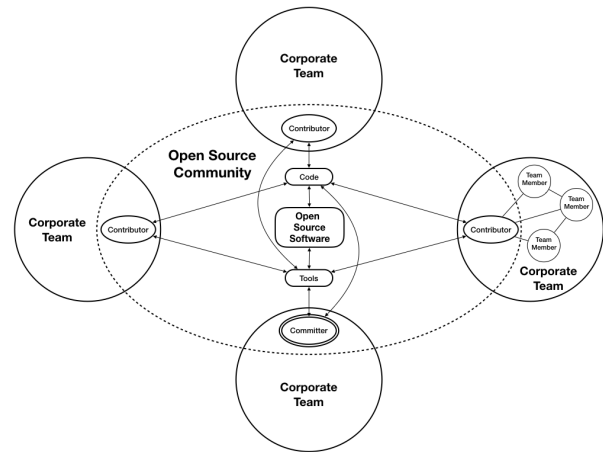 Corporate
Team
Contributor
Open Source
Community
Code
Team
Member
Team
Member
Corporate
Team
Contributor
Open
Source
Software
Contributor
Team
Member
Corporate
Team
Tools
Committer
Corporate
Team